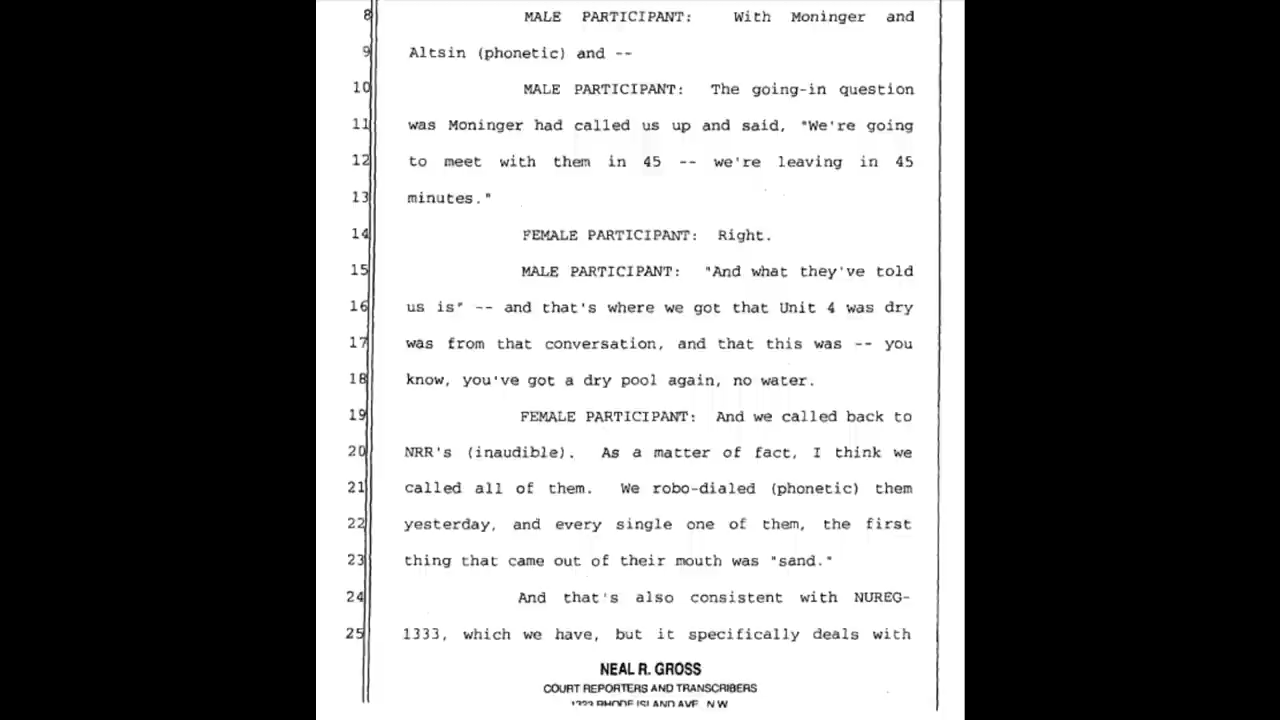 8 MALE PARTICIPANT: With Moninger and
9 Altsin (phonetic) and --
10 MALE PARTICIPANT: The going-in question
11 was Moninger had called us up and said, "We're going
12 to meet with them in 45 -- we're leaving in 45
13 minutes."
14 FEMALE PARTICIPANT: Right.
15 MALE PARTICIPANT: "And what they've told
16 us is" -- and that's where we got that Unit 4 was dry
17 was from that conversation, and that this was -- you
18 know, you've got a dry pool again, no water.
19 FEMALE PARTICIPANT: And we called back to
20 NRR's (inaudible). As a matter of fact, I think we
21 called all of them. We robo-dialed (phonetic) them
22 yesterday, and every single one of them, the first
23 thing that came out of their mouth was "sand."
24 And that's also consistent with NUREG-
25 1333, which we have, but it specifically deals with
NEAL R. GROSS
COURT REPORTERS AND TRANSCRIBERS
1323 RHODE ISLAND AVE., N.W.